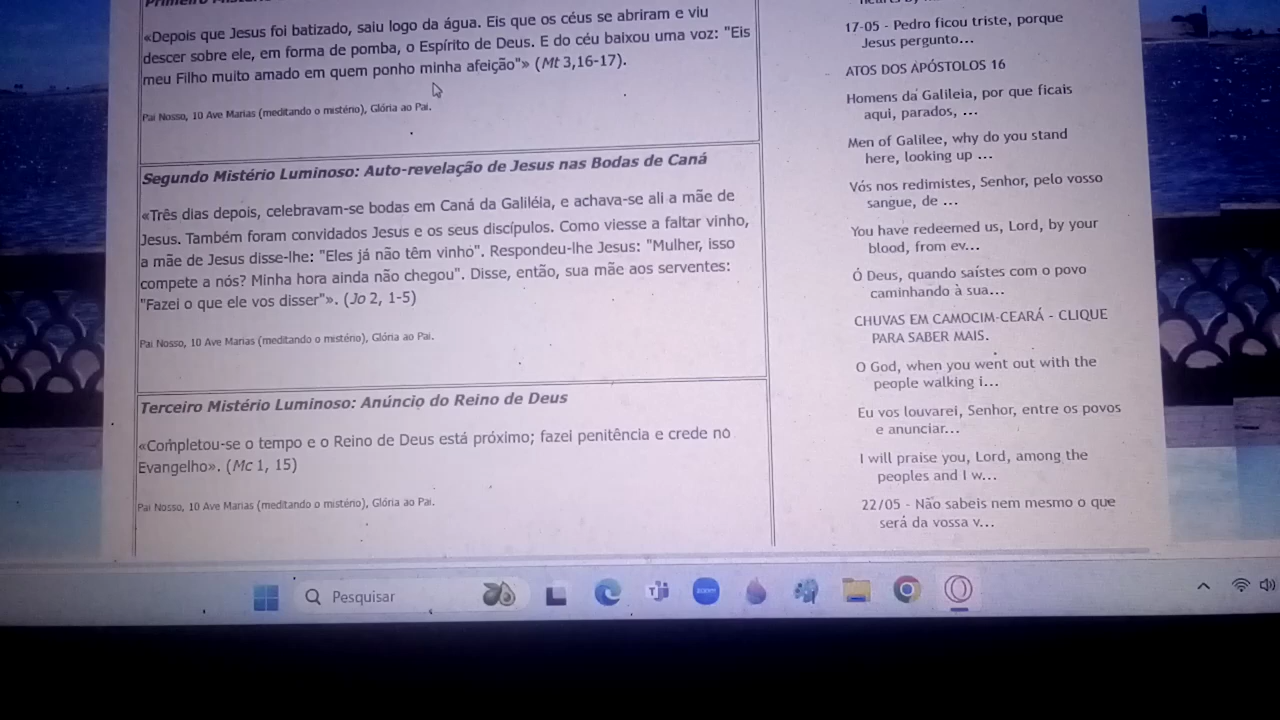 Primeiro
«Depois que Jesus foi batizado, saiu logo da água. Eis que os céus se abriram e viu
descer sobre ele, em forma de pomba, o Espírito de Deus. E do céu baixou uma voz: "Eis
meu Filho muito amado em quem ponho minha afeição"» (Mt 3,16-17).
Pai Nosso, 10 Ave Marias (meditando o mistério), Glória ao Pai.
Segundo Mistério Luminoso: Auto-revelação de Jesus nas Bodas de Caná
«Três dias depois, celebravam-se bodas em Caná da Galiléia, e achava-se ali a mãe de
Jesus. Também foram convidados Jesus e os seus discípulos. Como viesse a faltar vinho,
a mãe de Jesus disse-lhe: "Eles já não têm vinho". Respondeu-lhe Jesus: "Mulher, isso
compete a nós? Minha hora ainda não chegou". Disse, então, sua mãe aos serventes:
"Fazei o que ele vos disser"». (Jo 2, 1-5)
Pai Nosso, 10 Ave Marias (meditando o mistério), Glória ao Pai.
Terceiro Mistério Luminoso: Anúncio do Reino de Deus
«Completou-se o tempo e o Reino de Deus está próximo; fazei penitência e crede no
Evangelho». (Mc 1, 15)
Pai Nosso, 10 Ave Marias (meditando o mistério), Glória ao Pai.
17-05 - Pedro ficou triste, porque
Jesus pergunto...
ATOS DOS APÓSTOLOS 16
Homens da Galileia, por que ficais
aqui, parados, ...
Men of Galilee, why do you stand
here, looking up ...
Vós nos redimistes, Senhor, pelo vosso
sangue, de ...
You have redeemed us, Lord, by your
blood, from ev...
Ó Deus, quando saístes com o povo
caminhando à sua...
CHUVAS EM CAMOCIM-CEARÁ - CLIQUE
PARA SABER MAIS.
O God, when you went out with the
people walking i...
Eu vos louvarei, Senhor, entre os povos
e anunciar...
I will praise you, Lord, among the
peoples and I w...
22/05 - Não sabeis nem mesmo o que
será da vossa v...
Pesquisar
zoom